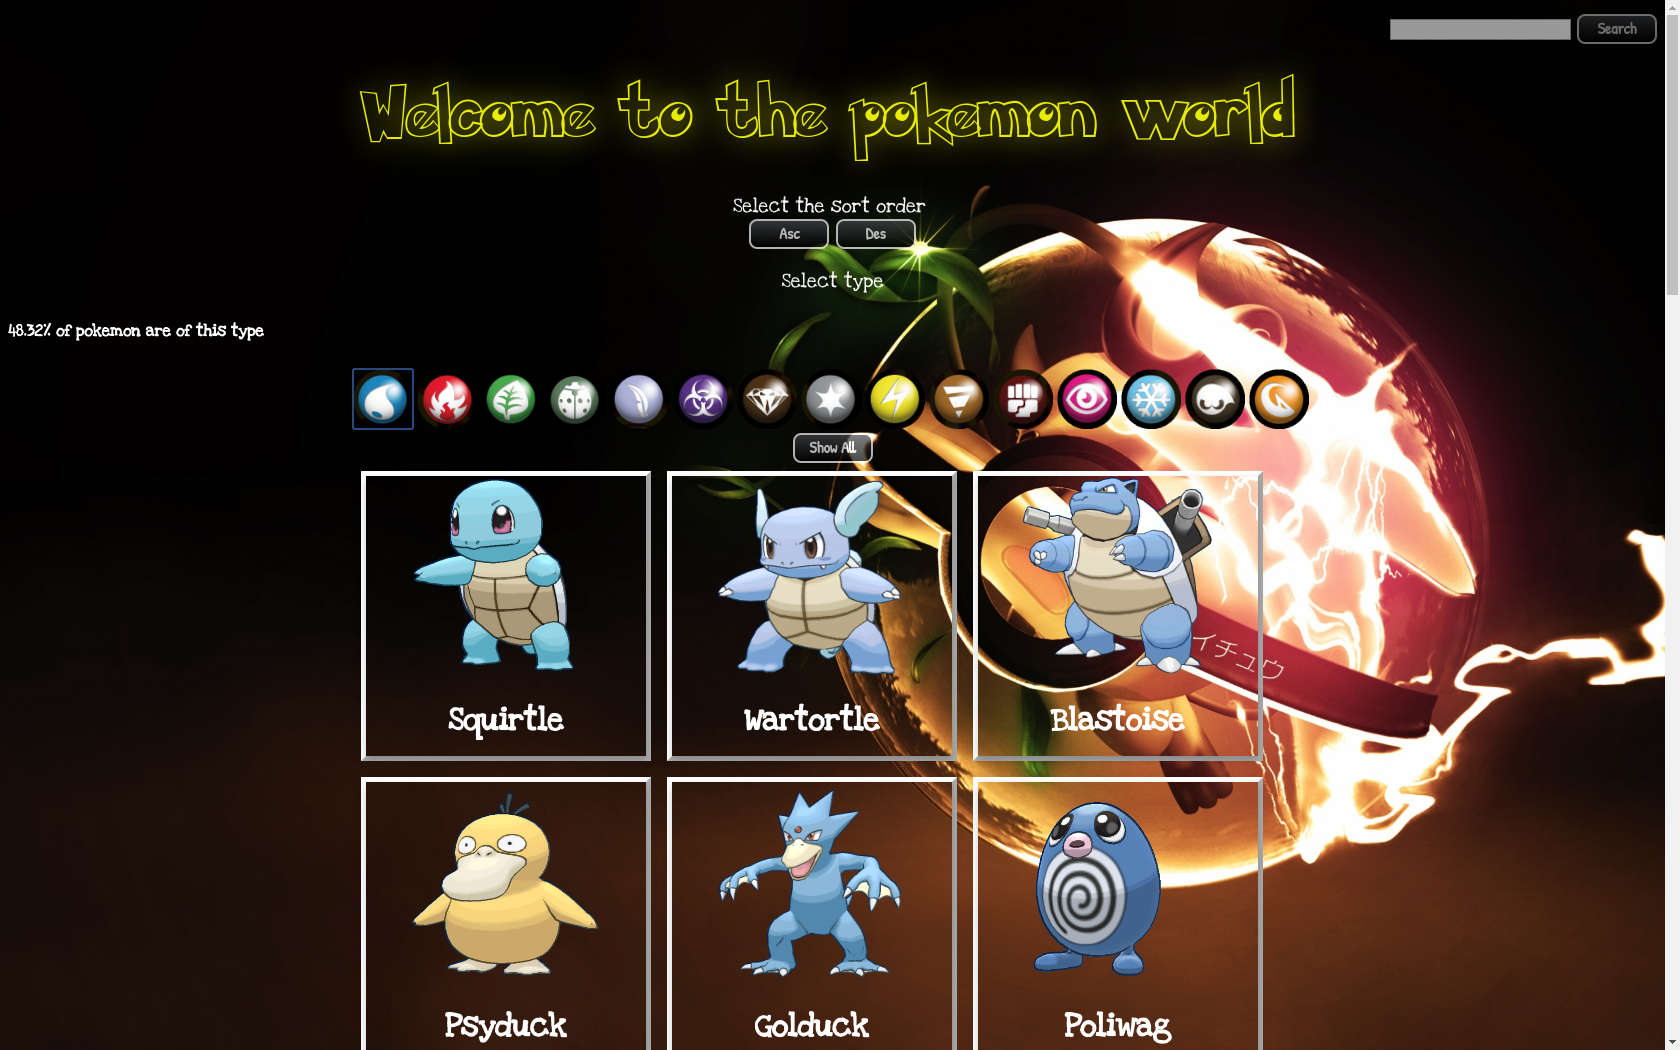 Search
Welcome to the pokemon world
Select the sort order
Asc Des
Select type
48.32% of pokemon are of this type
Show All
イチュウ
Squirtle Wartortle Blastoise
Psyduck Golduck Poliwag